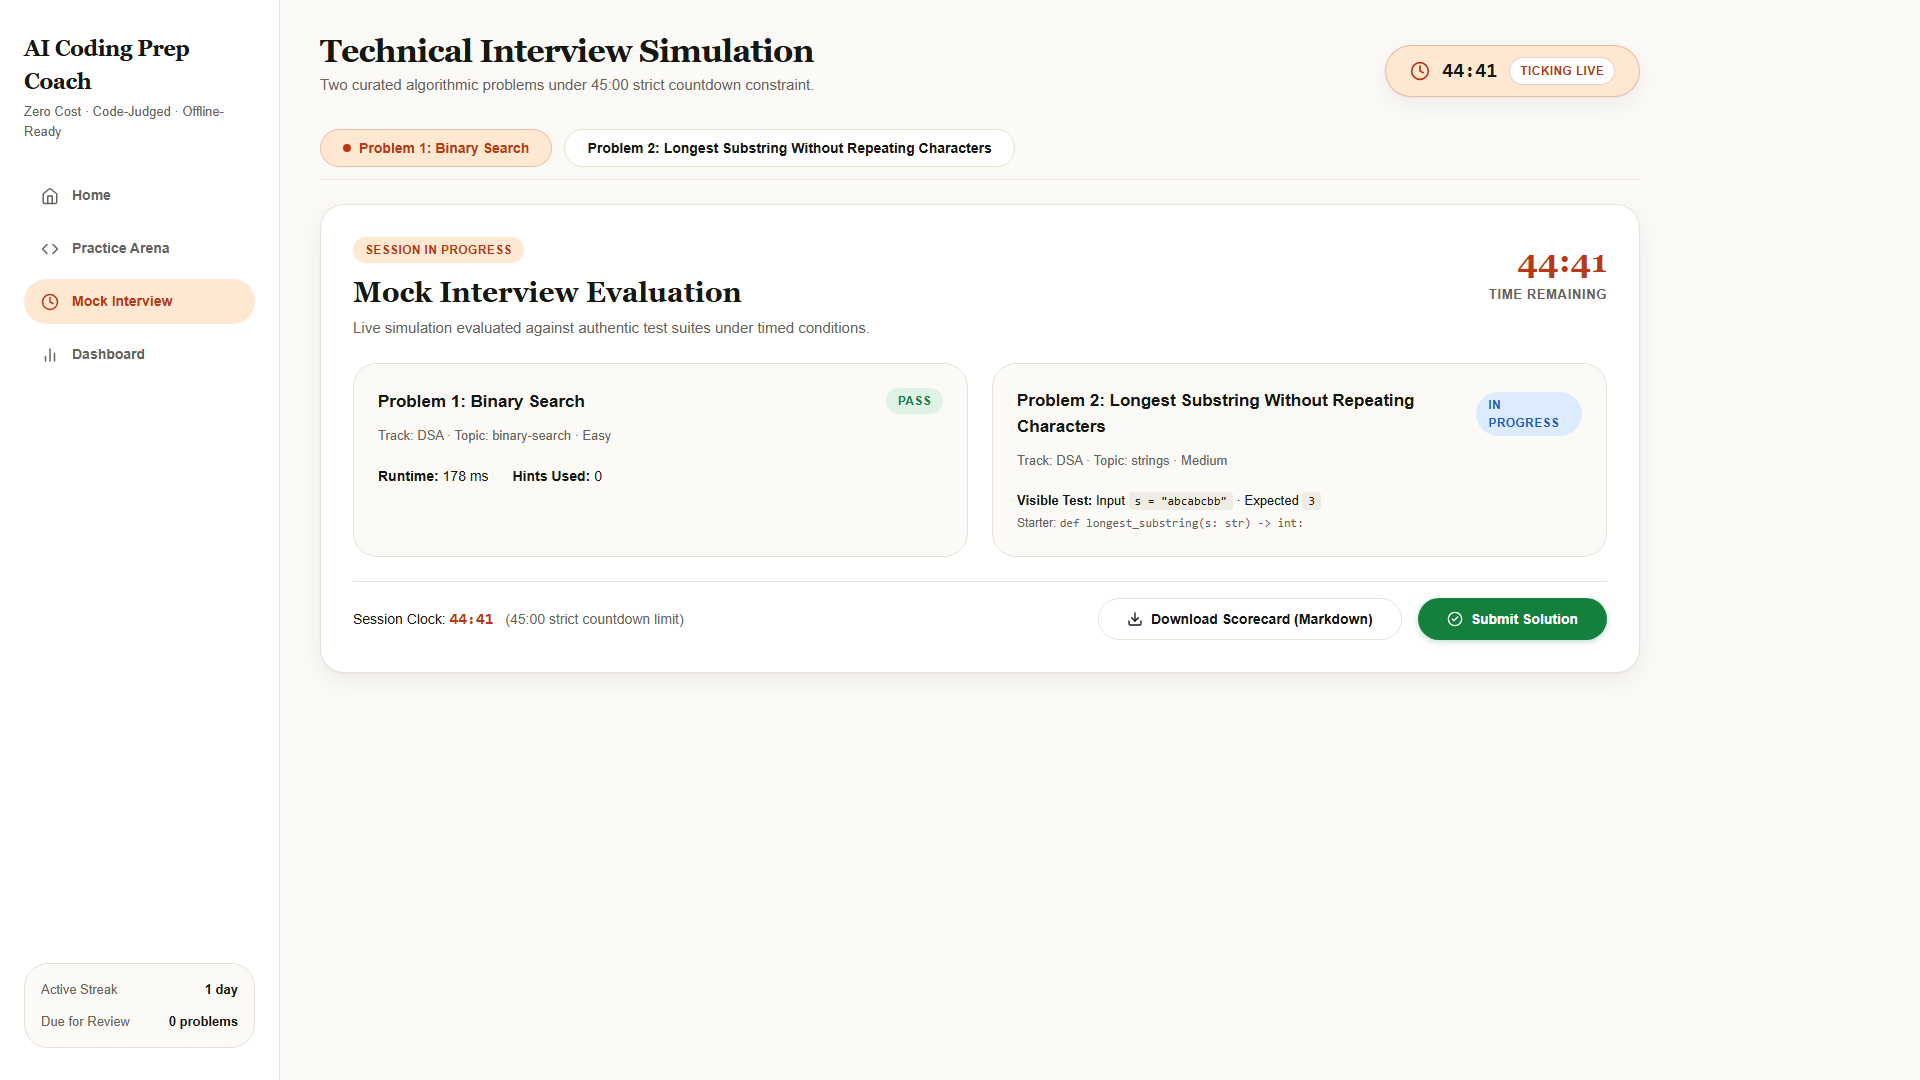 AI Coding Prep
Coach
Zero Cost · Code-Judged · Offline-
Ready
Home
Practice Arena
Mock Interview
Dashboard
Active Streak 1 day
Due for Review 0 problems
Technical Interview Simulation
Two curated algorithmic problems under 45:00 strict countdown constraint.
44:41 TICKING LIVE
Problem 1: Binary Search
Problem 2: Longest Substring Without Repeating Characters
SESSION IN PROGRESS
Mock Interview Evaluation
Live simulation evaluated against authentic test suites under timed conditions.
44:41
TIME REMAINING
Problem 1: Binary Search
PASS
Track: DSA · Topic: binary-search · Easy
Runtime: 178 ms Hints Used: 0
Problem 2: Longest Substring Without Repeating
Characters
IN
PROGRESS
Track: DSA · Topic: strings · Medium
Visible Test: Input s = "abcabcbb" · Expected 3
Starter: def longest_substring(s: str) -> int:
Session Clock: 44:41 (45:00 strict countdown limit)
Download Scorecard (Markdown)
Submit Solution